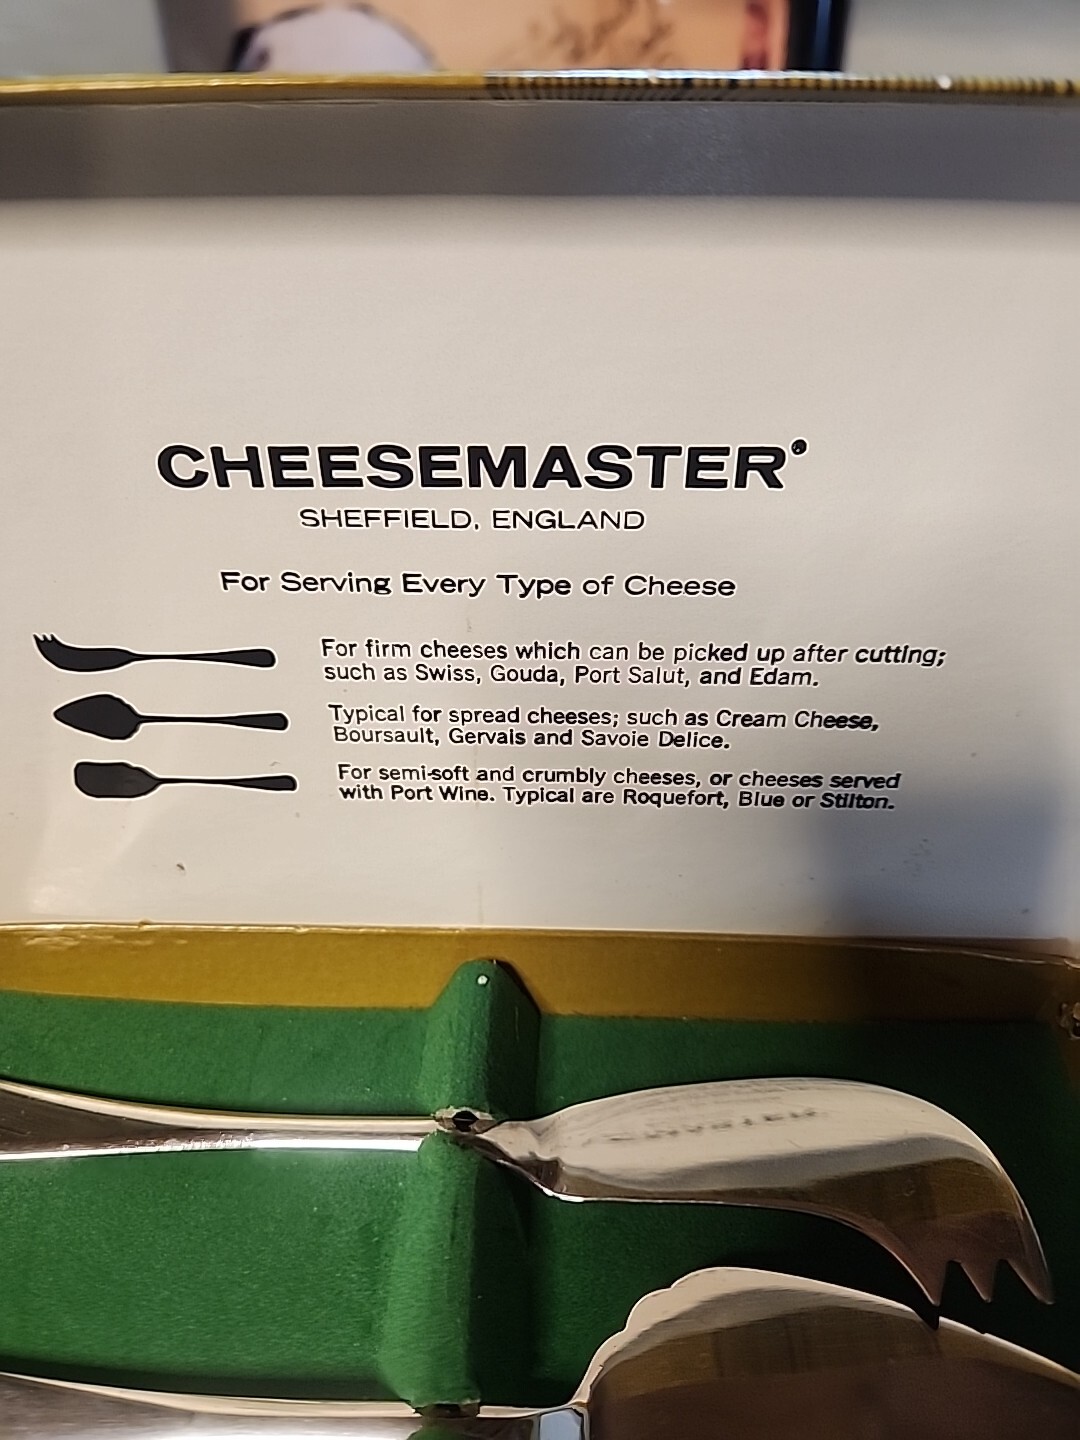 CHEESEMASTER
SHEFFIELD, ENGLAND
For Serving Every Type of Cheese
For firm cheeses which can be picked up after cutting;
such as Swiss, Gouda, Port Salut, and Edam.
Typical for spread cheeses; such as Cream Cheese,
Boursault, Gervais and Savoie Delice.
For semi-soft and crumbly cheeses, or cheeses served
with Port Wine. Typical are Roquefort, Blue or Stilton.